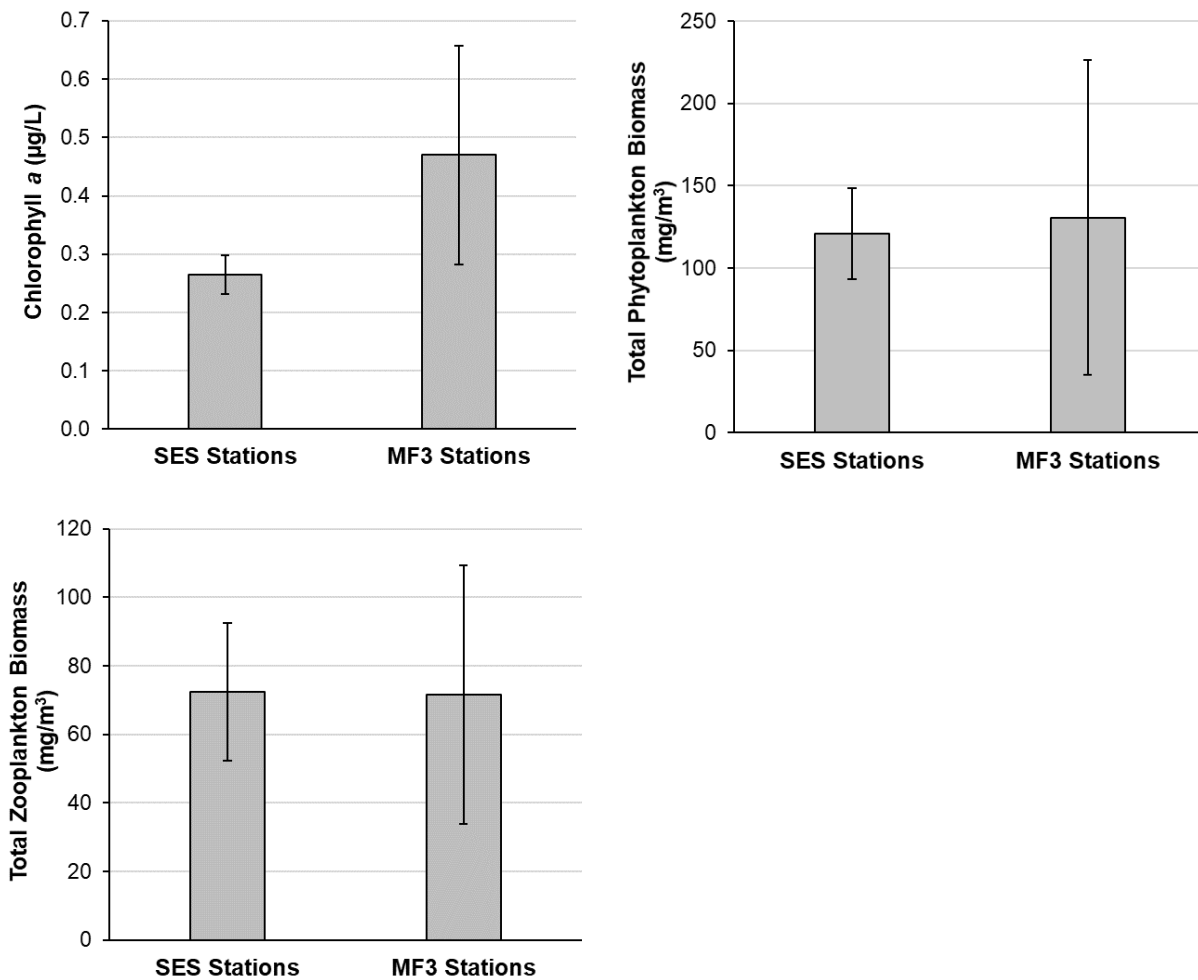 Chlorophyll a (µg/L)
0.7
0.6
0.5
0.4
0.3
0.2
0.1
0.0
SES Stations
MF3 Stations
Total Phytoplankton Biomass
(mg/m³)
250
200
150
100
50
0
SES Stations
MF3 Stations
Total Zooplankton Biomass
(mg/m³)
120
100
80
60
40
20
0
SES Stations
MF3 Stations